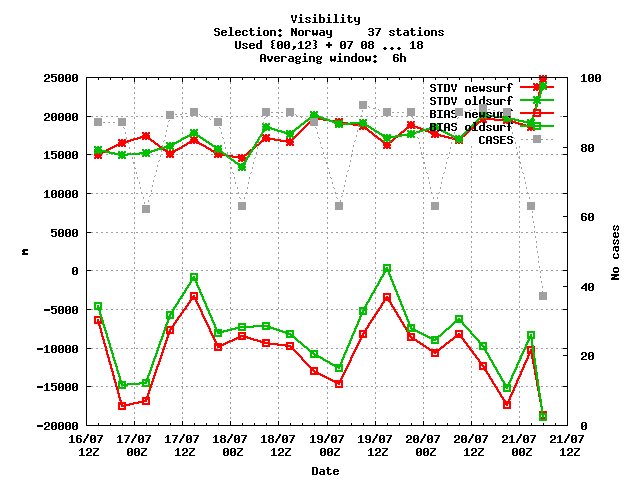 Visibility
Selection: Norway     37 stations
Used {00,12} + 07 08 ... 18
Averaging window:  6h
STDV newsurf
STDV oldsurf
BIAS newsurf
BIAS oldsurf
CASES
25000
20000
15000
10000
5000
0
-5000
-10000
-15000
-20000
m
100
80
60
40
20
0
No cases
16/07 17/07 17/07 18/07 18/07 19/07 19/07 20/07 20/07 21/07 21/07
12Z 00Z 12Z 00Z 12Z 00Z 12Z 00Z 12Z 00Z 12Z
Date